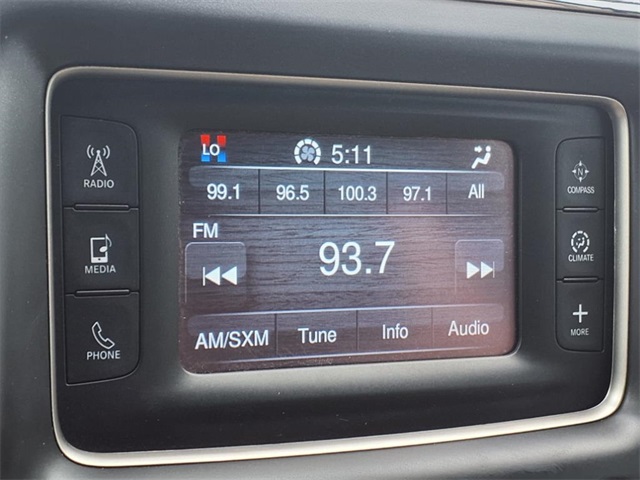 LO 5:11
99.1 96.5 100.3 97.1 All
FM
93.7
AM/SXM Tune Info Audio
RADIO
MEDIA
PHONE
COMPASS
CLIMATE
MORE